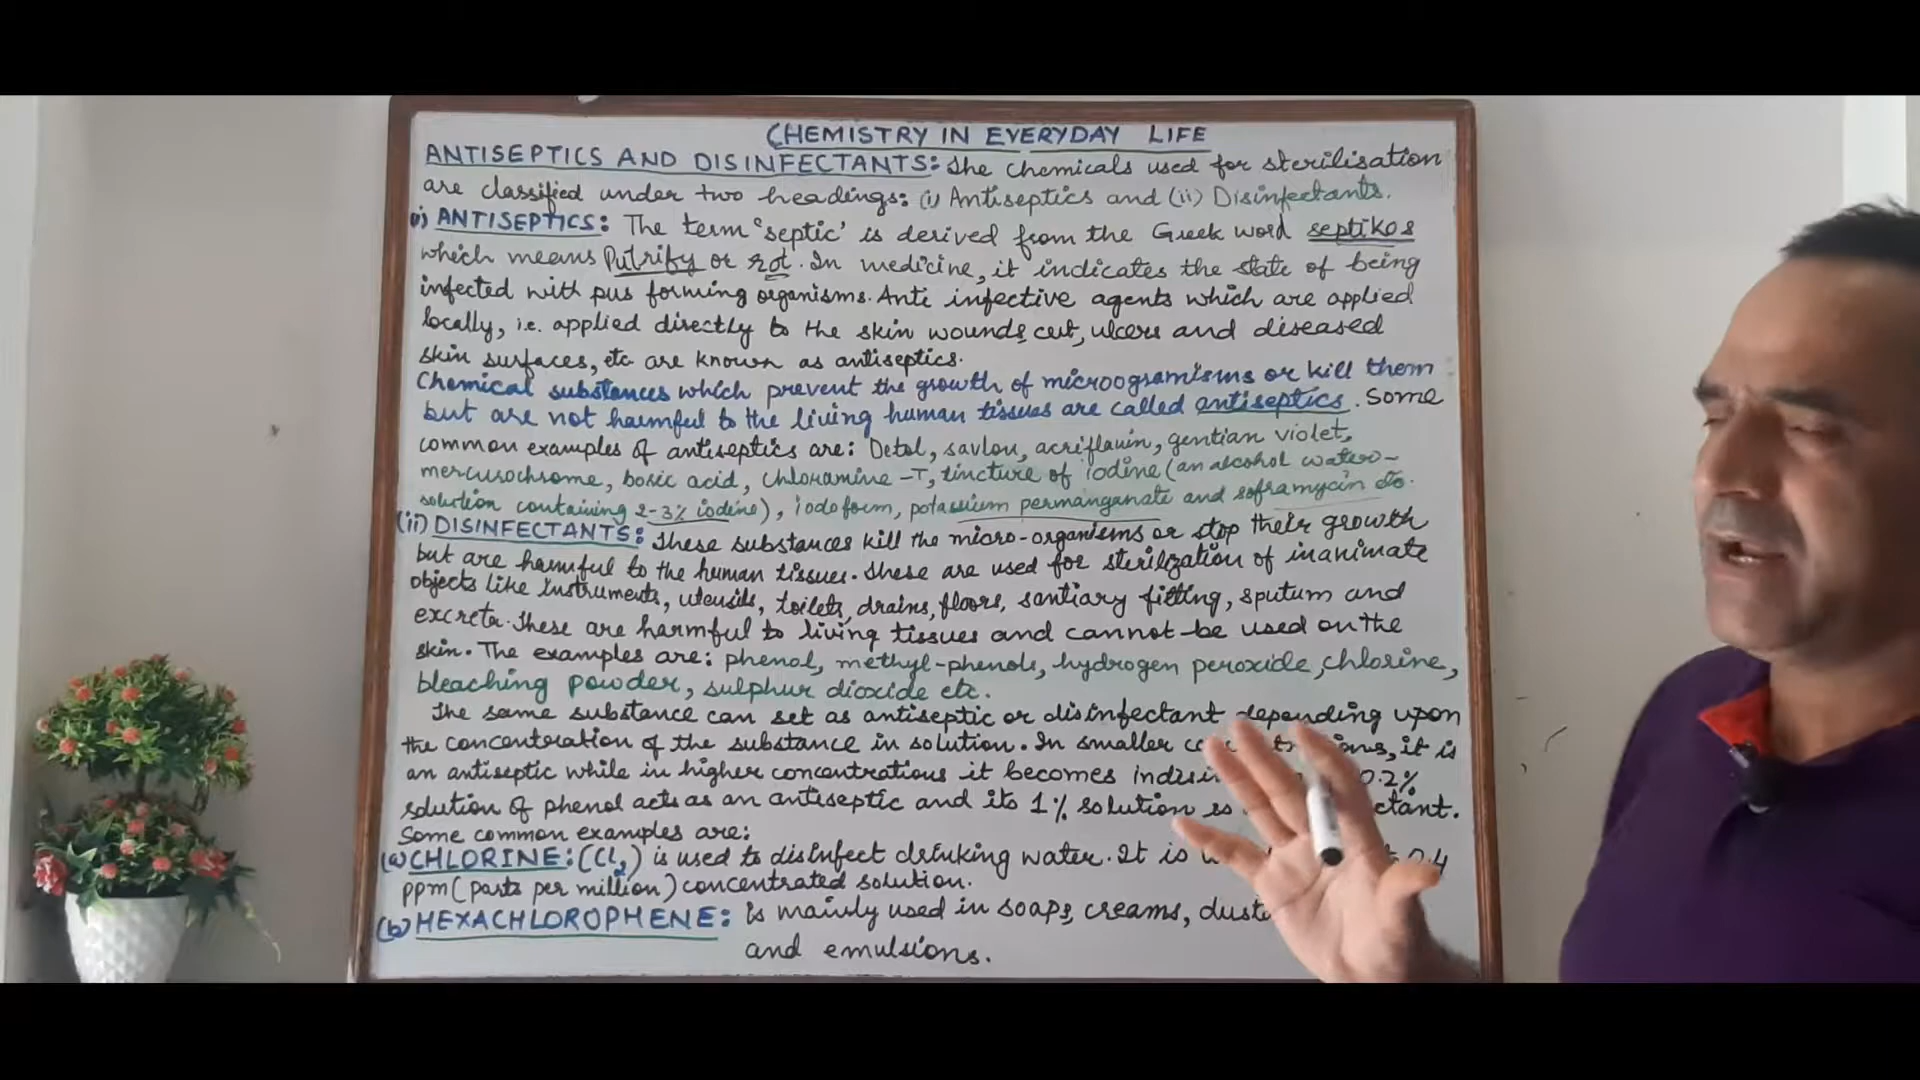 CHEMISTRY IN EVERYDAY LIFE
ANTISEPTICS AND DISINFECTANTS: The chemicals used for sterilisation
are classified under two headings: (i) Antiseptics and (ii) Disinfectants.
(i) ANTISEPTICS: The term 'septic' is derived from the Greek word septikos
which means Putrify or rot. In medicine, it indicates the state of being
infected with pus forming organisms. Anti infective agents which are applied
locally, i.e. applied directly to the skin wounds, cut, ulcers and diseased
skin surfaces, etc are known as antiseptics.
Chemical substances which prevent the growth of microogramisms or kill them
but are not harmful to the living human tissues are called antiseptics. Some
common examples of antiseptics are: Detol, savlon, acriflavin, gentian violet,
mercurochrome, boric acid, chloramine-T, tincture of iodine (an alcohol water-
solution containing 2-3% iodine), iodoform, potassium permanganate and soframycin etc.
(ii) DISINFECTANTS: These substances kill the micro-organisms or stop their growth
but are harmful to the human tissues. These are used for sterilization of inanimate
objects like instruments, utensils, toilets, drains, floors, santiary fitting, sputum and
excreta. These are harmful to living tissues and cannot be used on the
skin. The examples are: phenol, methyl-phenols, hydrogen peroxide, chlorine,
bleaching powder, sulphur dioxide etc.
The same substance can set as antiseptic or disinfectant depending upon
the concentration of the substance in solution. In smaller it is
an antiseptic while in higher concentrations it becomes 0.2%
solution of phenol acts as an antiseptic and its 1% solution is
Some common examples are:
(a) CHLORINE: (Cl2) is used to disinfect drinking water. It is 0.4
ppm (parts per million) concentrated solution.
(b) HEXACHLOROPHENE: is mainly used in soaps, creams,
and emulsions.